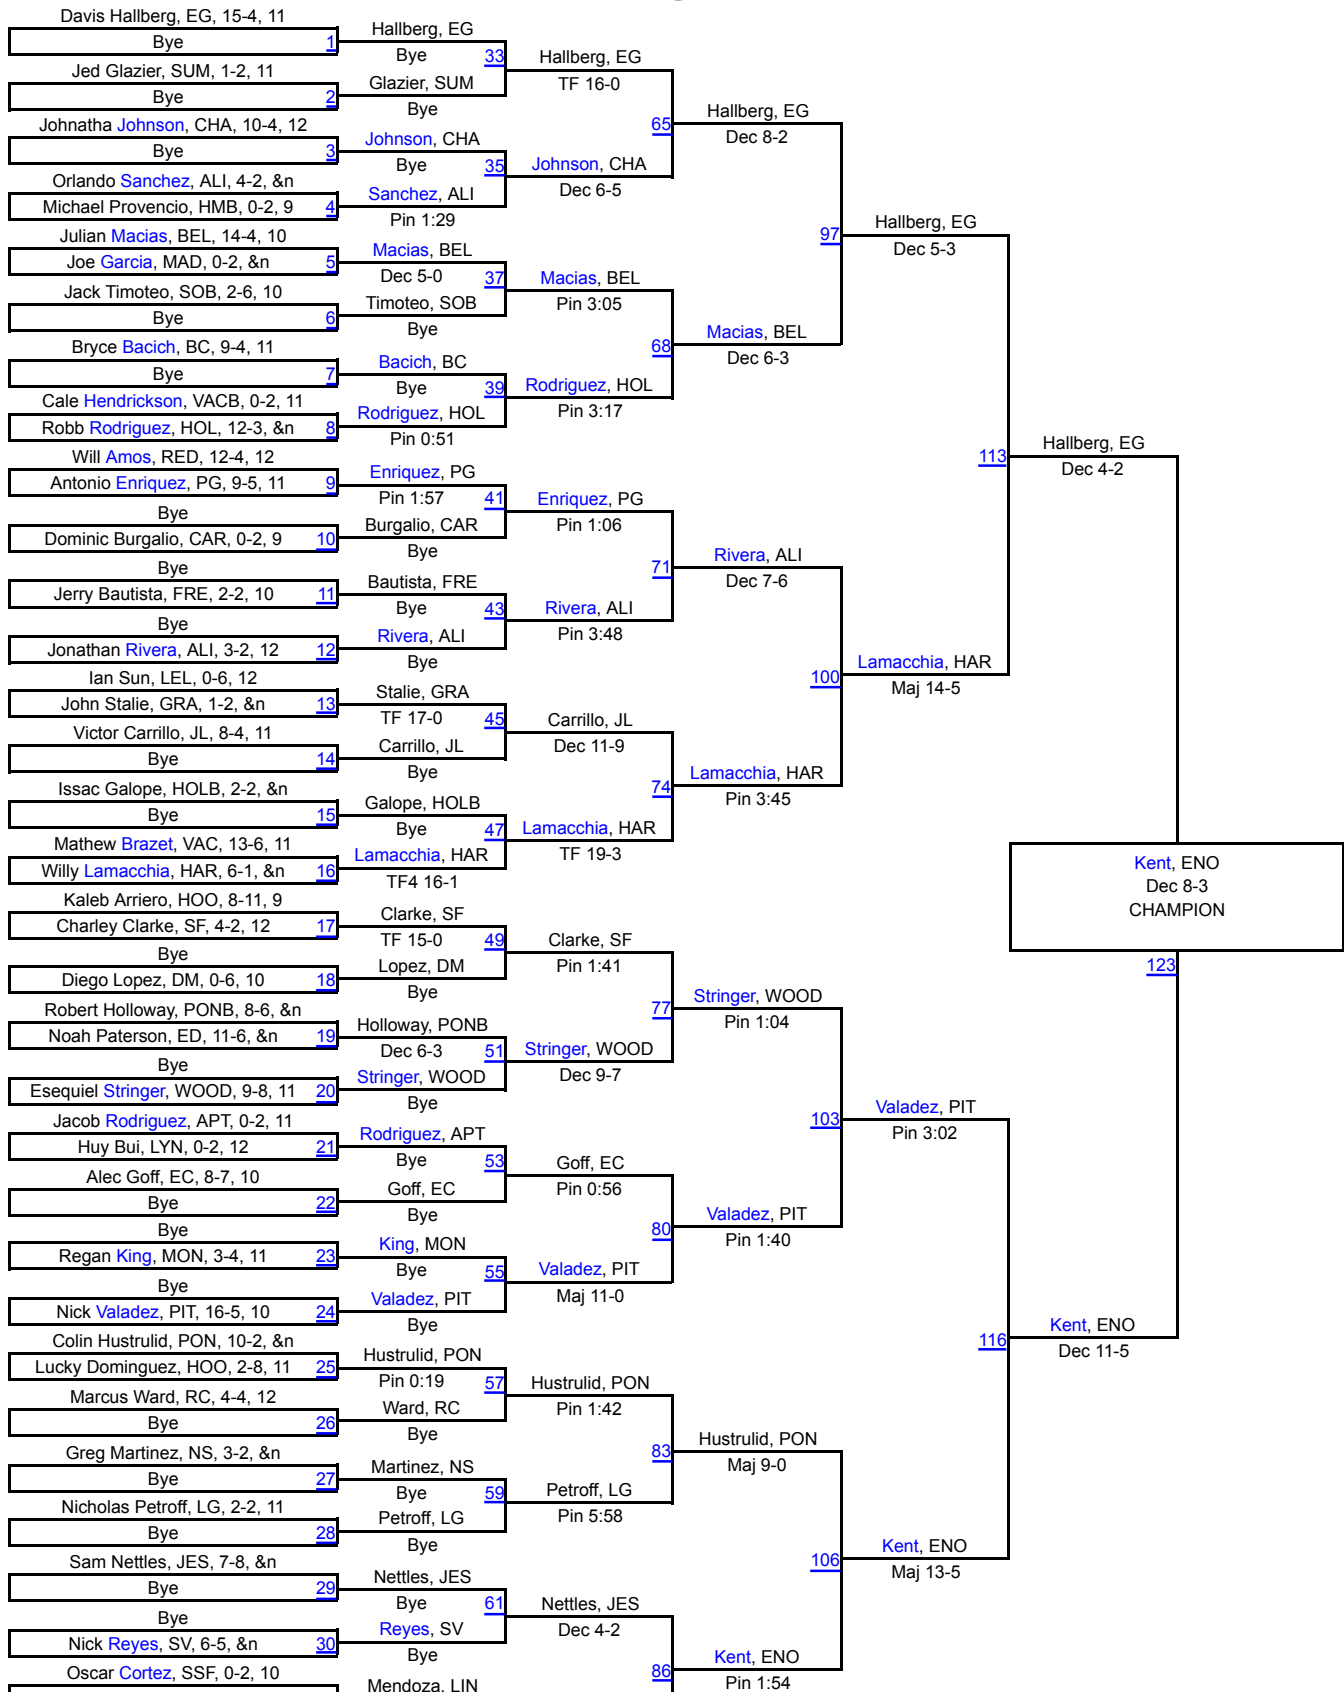 Davis Hallberg, EG, 15-4, 11
Bye 1
Jed Glazier, SUM, 1-2, 11
Bye 2
Johnatha Johnson, CHA, 10-4, 12
Bye 3
Orlando Sanchez, ALI, 4-2, &n
Michael Provencio, HMB, 0-2, 9 4
Julian Macias, BEL, 14-4, 10
Joe Garcia, MAD, 0-2, &n 5
Jack Timoteo, SOB, 2-6, 10
Bye 6
Bryce Bacich, BC, 9-4, 11
Bye 7
Cale Hendrickson, VACB, 0-2, 11
Robb Rodriguez, HOL, 12-3, &n 8
Will Amos, RED, 12-4, 12
Antonio Enriquez, PG, 9-5, 11 9
Bye
Dominic Burgalio, CAR, 0-2, 9 10
Bye
Jerry Bautista, FRE, 2-2, 10 11
Bye
Jonathan Rivera, ALI, 3-2, 12 12
Ian Sun, LEL, 0-6, 12
John Stalie, GRA, 1-2, &n 13
Victor Carrillo, JL, 8-4, 11
Bye 14
Issac Galope, HOLB, 2-2, &n
Bye 15
Mathew Brazet, VAC, 13-6, 11
Willy Lamacchia, HAR, 6-1, &n 16
Kaleb Arriero, HOO, 8-11, 9
Charley Clarke, SF, 4-2, 12 17
Bye
Diego Lopez, DM, 0-6, 10 18
Robert Holloway, PONB, 8-6, &n
Noah Paterson, ED, 11-6, &n 19
Bye
Esequiel Stringer, WOOD, 9-8, 11 20
Jacob Rodriguez, APT, 0-2, 11
Huy Bui, LYN, 0-2, 12 21
Alec Goff, EC, 8-7, 10
Bye 22
Bye
Regan King, MON, 3-4, 11 23
Bye
Nick Valadez, PIT, 16-5, 10 24
Colin Hustrulid, PON, 10-2, &n
Lucky Dominguez, HOO, 2-8, 11 25
Marcus Ward, RC, 4-4, 12
Bye 26
Greg Martinez, NS, 3-2, &n
Bye 27
Nicholas Petroff, LG, 2-2, 11
Bye 28
Sam Nettles, JES, 7-8, &n
Bye 29
Bye
Nick Reyes, SV, 6-5, &n 30
Oscar Cortez, SSF, 0-2, 10
Hallberg, EG
Bye 33
Glazier, SUM
Bye
Johnson, CHA
Bye 35
Sanchez, ALI
Pin 1:29
Macias, BEL
Dec 5-0 37
Timoteo, SOB
Bye
Bacich, BC
Bye 39
Rodriguez, HOL
Pin 0:51
Enriquez, PG
Pin 1:57 41
Burgalio, CAR
Bye
Bautista, FRE
Bye 43
Rivera, ALI
Bye
Stalie, GRA
TF 17-0 45
Carrillo, JL
Bye
Galope, HOLB
Bye 47
Lamacchia, HAR
TF4 16-1
Clarke, SF
TF 15-0 49
Lopez, DM
Bye
Holloway, PONB
Dec 6-3 51
Stringer, WOOD
Bye
Rodriguez, APT
Bye 53
Goff, EC
Bye
King, MON
Bye 55
Valadez, PIT
Bye
Hustrulid, PON
Pin 0:19 57
Ward, RC
Bye
Martinez, NS
Bye 59
Petroff, LG
Bye
Nettles, JES
Bye 61
Reyes, SV
Bye
Mendoza, LIN
Hallberg, EG
TF 16-0
65
Johnson, CHA
Dec 6-5
Macias, BEL
Pin 3:05
68
Rodriguez, HOL
Pin 3:17
Enriquez, PG
Pin 1:06
71
Rivera, ALI
Pin 3:48
Carrillo, JL
Dec 11-9
74
Lamacchia, HAR
TF 19-3
Clarke, SF
Pin 1:41
77
Stringer, WOOD
Dec 9-7
Goff, EC
Pin 0:56
80
Valadez, PIT
Maj 11-0
Hustrulid, PON
Pin 1:42
83
Petroff, LG
Pin 5:58
Nettles, JES
Dec 4-2
86
Hallberg, EG
Dec 8-2
97
Macias, BEL
Dec 6-3
Rivera, ALI
Dec 7-6
100
Lamacchia, HAR
Pin 3:45
Stringer, WOOD
Pin 1:04
103
Valadez, PIT
Pin 1:40
Hustrulid, PON
Maj 9-0
106
Kent, ENO
Pin 1:54
Hallberg, EG
Dec 5-3
113
Lamacchia, HAR
Maj 14-5
Valadez, PIT
Pin 3:02
116
Kent, ENO
Maj 13-5
Hallberg, EG
Dec 4-2
Kent, ENO
Dec 11-5
Kent, ENO
Dec 8-3
CHAMPION
123